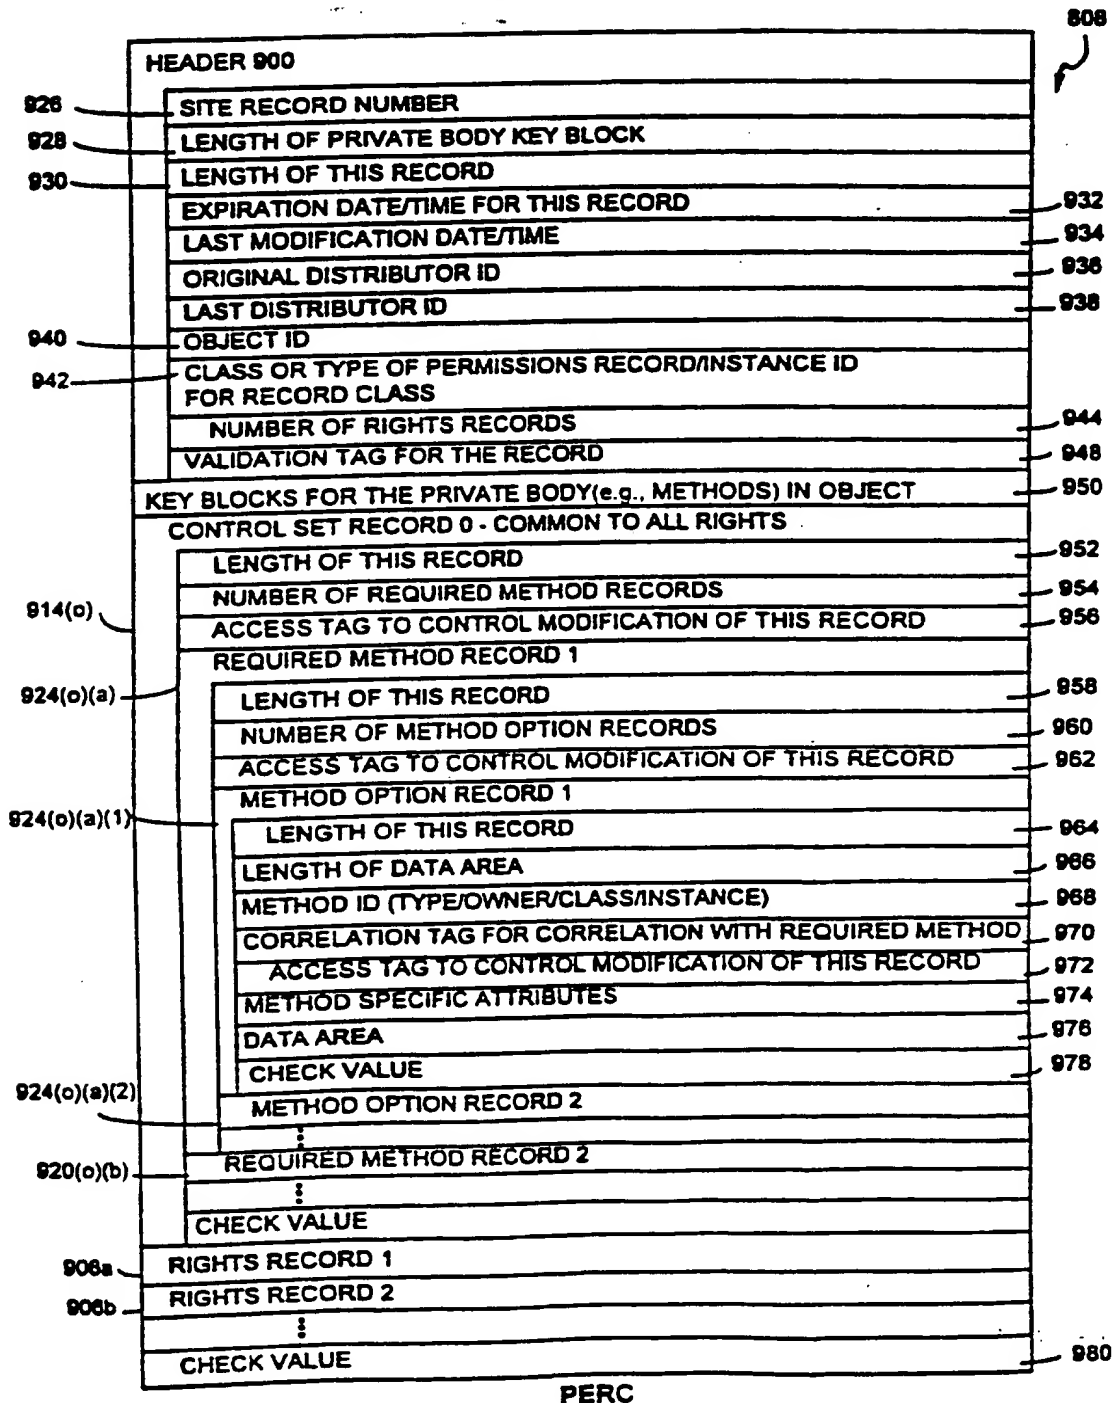 808
HEADER 900
926 SITE RECORD NUMBER
928 LENGTH OF PRIVATE BODY KEY BLOCK
930 LENGTH OF THIS RECORD
EXPIRATION DATE/TIME FOR THIS RECORD 932
LAST MODIFICATION DATE/TIME 934
ORIGINAL DISTRIBUTOR ID 936
LAST DISTRIBUTOR ID 938
940 OBJECT ID
942 CLASS OR TYPE OF PERMISSIONS RECORD/INSTANCE ID
FOR RECORD CLASS
NUMBER OF RIGHTS RECORDS 944
VALIDATION TAG FOR THE RECORD 948
KEY BLOCKS FOR THE PRIVATE BODY(e.g., METHODS) IN OBJECT 950
CONTROL SET RECORD 0 - COMMON TO ALL RIGHTS
LENGTH OF THIS RECORD 952
NUMBER OF REQUIRED METHOD RECORDS 954
914(o) ACCESS TAG TO CONTROL MODIFICATION OF THIS RECORD 956
REQUIRED METHOD RECORD 1
924(o)(a) LENGTH OF THIS RECORD 958
NUMBER OF METHOD OPTION RECORDS 960
ACCESS TAG TO CONTROL MODIFICATION OF THIS RECORD 962
METHOD OPTION RECORD 1
924(o)(a)(1) LENGTH OF THIS RECORD 964
LENGTH OF DATA AREA 966
METHOD ID (TYPE/OWNER/CLASS/INSTANCE) 968
CORRELATION TAG FOR CORRELATION WITH REQUIRED METHOD 970
ACCESS TAG TO CONTROL MODIFICATION OF THIS RECORD 972
METHOD SPECIFIC ATTRIBUTES 974
DATA AREA 976
CHECK VALUE 978
924(o)(a)(2) METHOD OPTION RECORD 2
920(o)(b) REQUIRED METHOD RECORD 2
CHECK VALUE
906a RIGHTS RECORD 1
906b RIGHTS RECORD 2
CHECK VALUE 980
PERC